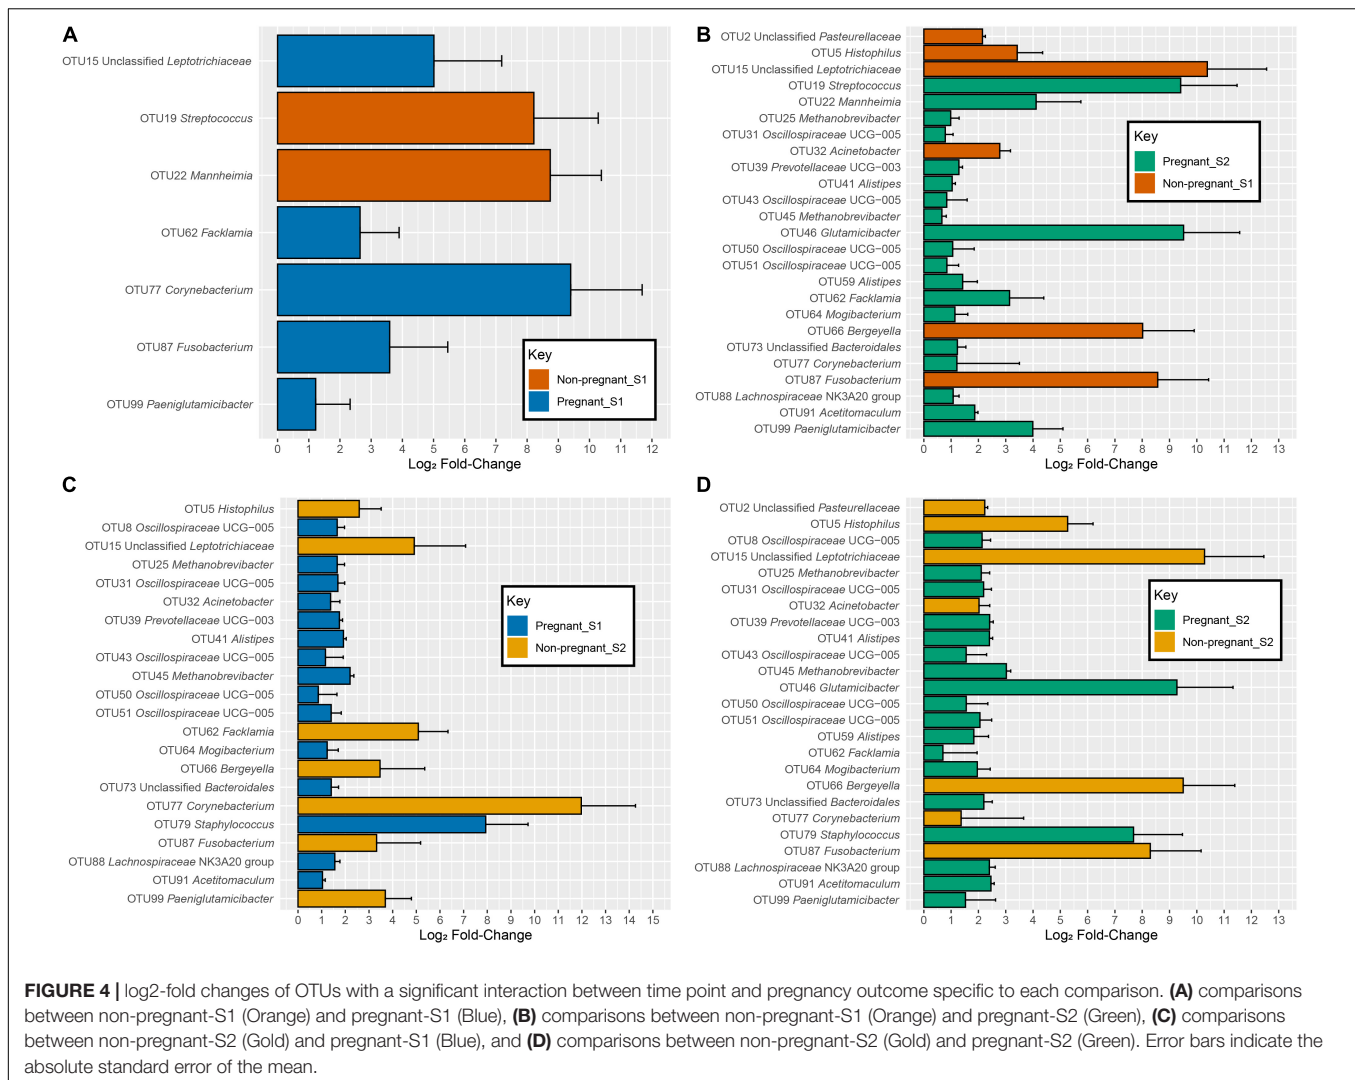 A
OTU15 Unclassified Leptotrichiaceae
OTU19 Streptococcus
OTU22 Mannheimia
OTU62 Facklamia
OTU77 Corynebacterium
OTU87 Fusobacterium
OTU99 Paeniglutamicibacter
Key
Non-pregnant_S1
Pregnant_S1
0 1 2 3 4 5 6 7 8 9 10 11 12
Log₂ Fold-Change
B
OTU2 Unclassified Pasteurellaceae
OTU5 Histophilus
OTU15 Unclassified Leptotrichiaceae
OTU19 Streptococcus
OTU22 Mannheimia
OTU25 Methanobrevibacter
OTU31 Oscillospiraceae UCG−005
OTU32 Acinetobacter
OTU39 Prevotellaceae UCG−003
OTU41 Alistipes
OTU43 Oscillospiraceae UCG−005
OTU45 Methanobrevibacter
OTU46 Glutamicibacter
OTU50 Oscillospiraceae UCG−005
OTU51 Oscillospiraceae UCG−005
OTU59 Alistipes
OTU62 Facklamia
OTU64 Mogibacterium
OTU66 Bergeyella
OTU73 Unclassified Bacteroidales
OTU77 Corynebacterium
OTU87 Fusobacterium
OTU88 Lachnospiraceae NK3A20 group
OTU91 Acetitomaculum
OTU99 Paeniglutamicibacter
Key
Pregnant_S2
Non-pregnant_S1
0 1 2 3 4 5 6 7 8 9 10 11 12 13
Log₂ Fold-Change
C
OTU5 Histophilus
OTU8 Oscillospiraceae UCG−005
OTU15 Unclassified Leptotrichiaceae
OTU25 Methanobrevibacter
OTU31 Oscillospiraceae UCG−005
OTU32 Acinetobacter
OTU39 Prevotellaceae UCG−003
OTU41 Alistipes
OTU43 Oscillospiraceae UCG−005
OTU45 Methanobrevibacter
OTU50 Oscillospiraceae UCG−005
OTU51 Oscillospiraceae UCG−005
OTU62 Facklamia
OTU64 Mogibacterium
OTU66 Bergeyella
OTU73 Unclassified Bacteroidales
OTU77 Corynebacterium
OTU79 Staphylococcus
OTU87 Fusobacterium
OTU88 Lachnospiraceae NK3A20 group
OTU91 Acetitomaculum
OTU99 Paeniglutamicibacter
Key
Pregnant_S1
Non-pregnant_S2
0 1 2 3 4 5 6 7 8 9 10 11 12 13 14 15
Log₂ Fold-Change
D
OTU2 Unclassified Pasteurellaceae
OTU5 Histophilus
OTU8 Oscillospiraceae UCG−005
OTU15 Unclassified Leptotrichiaceae
OTU25 Methanobrevibacter
OTU31 Oscillospiraceae UCG−005
OTU32 Acinetobacter
OTU39 Prevotellaceae UCG−003
OTU41 Alistipes
OTU43 Oscillospiraceae UCG−005
OTU45 Methanobrevibacter
OTU46 Glutamicibacter
OTU50 Oscillospiraceae UCG−005
OTU51 Oscillospiraceae UCG−005
OTU59 Alistipes
OTU62 Facklamia
OTU64 Mogibacterium
OTU66 Bergeyella
OTU73 Unclassified Bacteroidales
OTU77 Corynebacterium
OTU79 Staphylococcus
OTU87 Fusobacterium
OTU88 Lachnospiraceae NK3A20 group
OTU91 Acetitomaculum
OTU99 Paeniglutamicibacter
Key
Pregnant_S2
Non-pregnant_S2
0 1 2 3 4 5 6 7 8 9 10 11 12 13
Log₂ Fold-Change
FIGURE 4 | log2-fold changes of OTUs with a significant interaction between time point and pregnancy outcome specific to each comparison. (A) comparisons
between non-pregnant-S1 (Orange) and pregnant-S1 (Blue), (B) comparisons between non-pregnant-S1 (Orange) and pregnant-S2 (Green), (C) comparisons
between non-pregnant-S2 (Gold) and pregnant-S1 (Blue), and (D) comparisons between non-pregnant-S2 (Gold) and pregnant-S2 (Green). Error bars indicate the
absolute standard error of the mean.